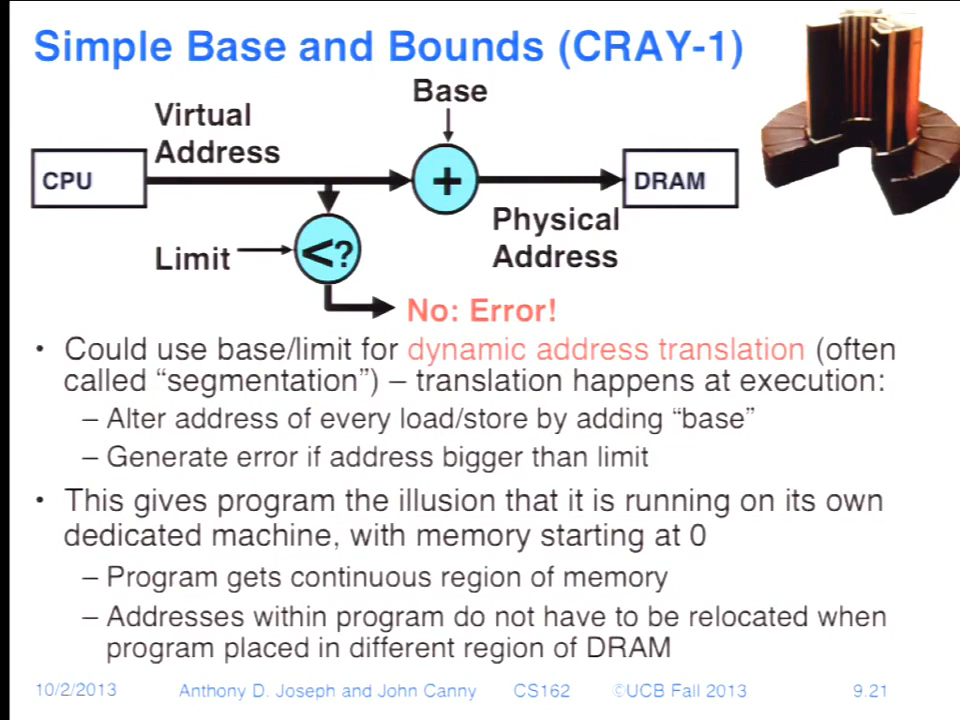 Simple Base and Bounds (CRAY-1)
Base
Virtual
Address
CPU
+
DRAM
Physical
Address
Limit
<?
No: Error!
• Could use base/limit for dynamic address translation (often
called “segmentation”) – translation happens at execution:
– Alter address of every load/store by adding “base”
– Generate error if address bigger than limit
• This gives program the illusion that it is running on its own
dedicated machine, with memory starting at 0
– Program gets continuous region of memory
– Addresses within program do not have to be relocated when
program placed in different region of DRAM
10/2/2013 Anthony D. Joseph and John Canny CS162 ©UCB Fall 2013 9.21